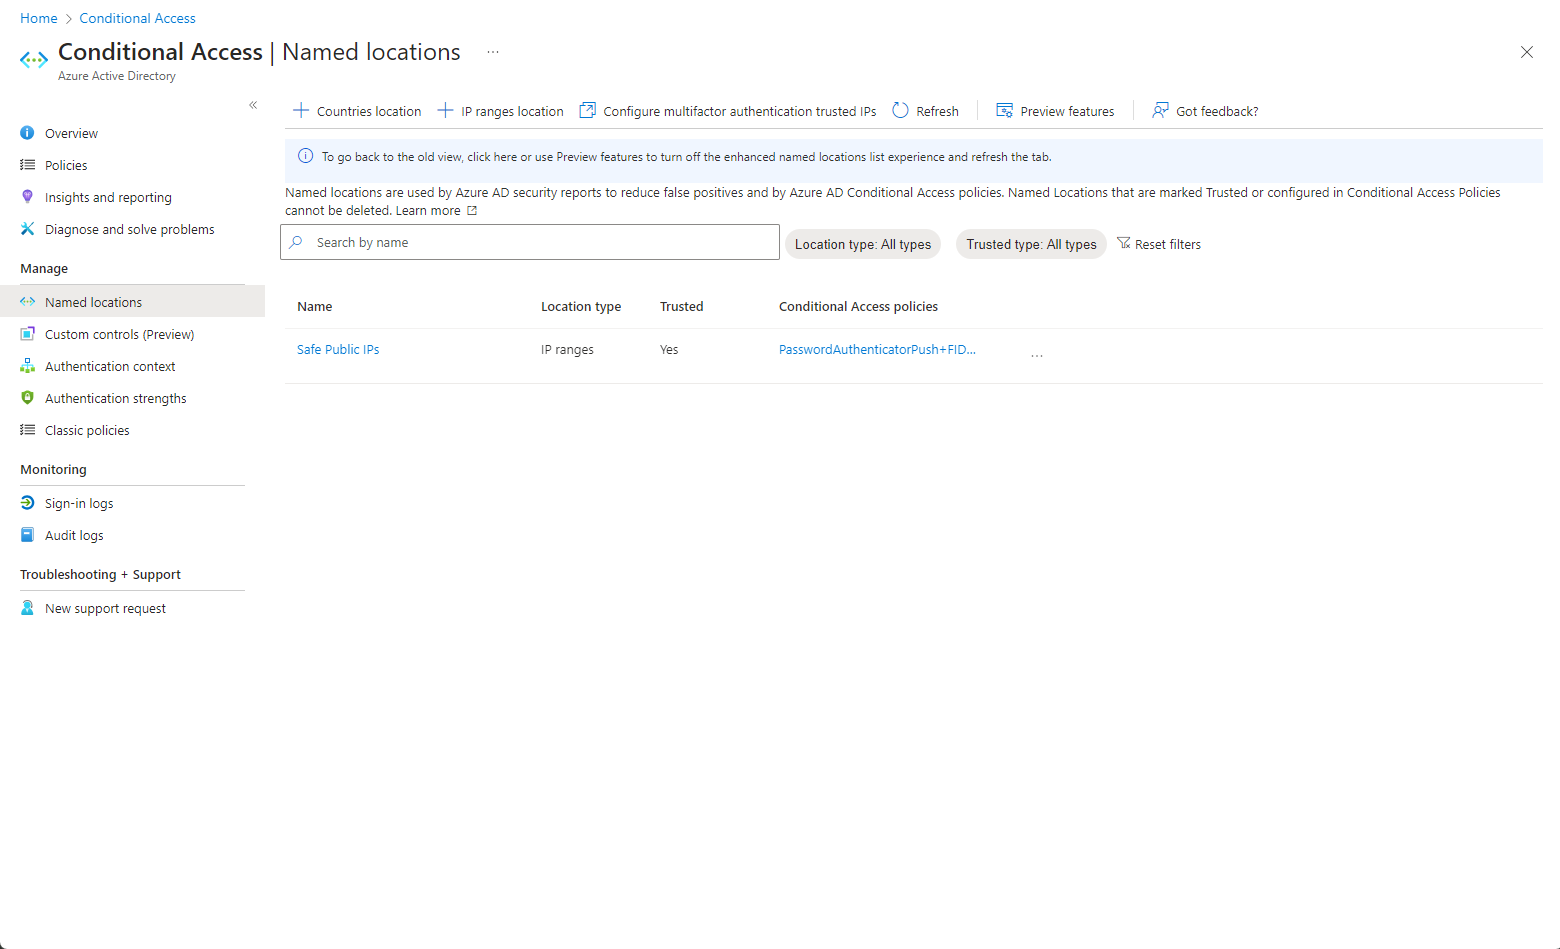 Home > Conditional Access
Conditional Access | Named locations ...
Azure Active Directory
«
Overview
Policies
Insights and reporting
Diagnose and solve problems
Manage
Named locations
Custom controls (Preview)
Authentication context
Authentication strengths
Classic policies
Monitoring
Sign-in logs
Audit logs
Troubleshooting + Support
New support request
Countries location IP ranges location Configure multifactor authentication trusted IPs Refresh Preview features Got feedback?
To go back to the old view, click here or use Preview features to turn off the enhanced named locations list experience and refresh the tab.
Named locations are used by Azure AD security reports to reduce false positives and by Azure AD Conditional Access policies. Named Locations that are marked Trusted or configured in Conditional Access Policies
cannot be deleted. Learn more
Search by name Location type: All types Trusted type: All types Reset filters
Name Location type Trusted Conditional Access policies
Safe Public IPs IP ranges Yes PasswordAuthenticatorPush+FID... ...